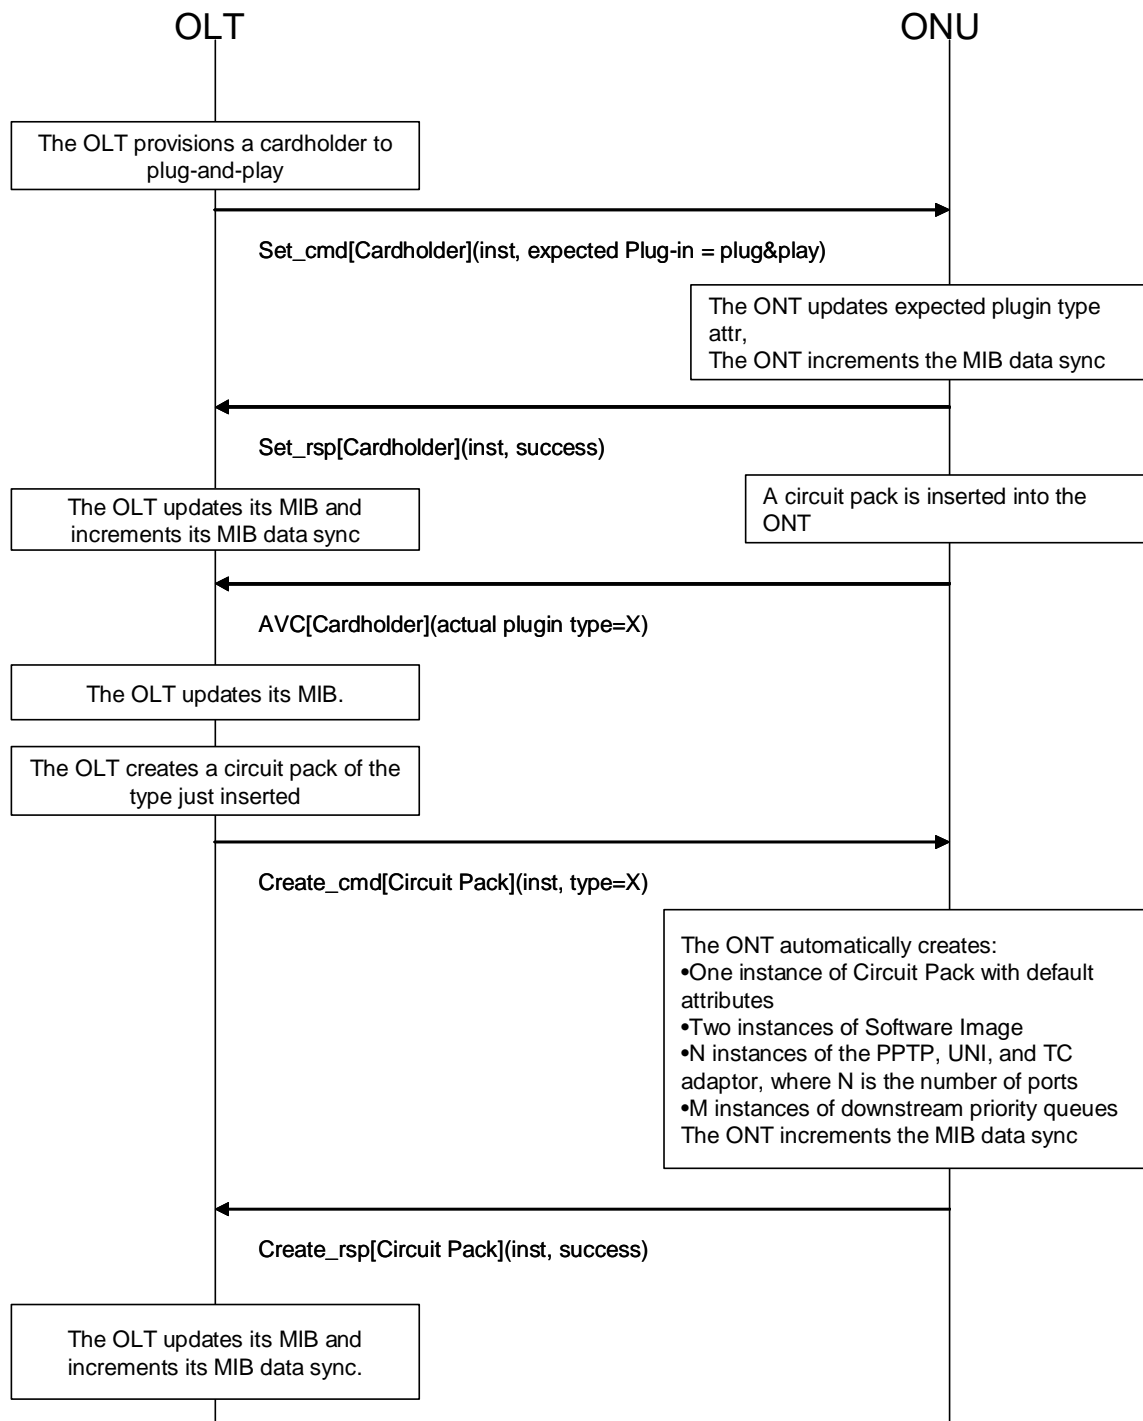 OLT
ONU
The OLT provisions a cardholder to
plug-and-play
Set_cmd[Cardholder](inst, expected Plug-in = plug&play)
The ONT updates expected plugin type
attr,
The ONT increments the MIB data sync
Set_rsp[Cardholder](inst, success)
The OLT updates its MIB and
increments its MIB data sync
A circuit pack is inserted into the
ONT
AVC[Cardholder](actual plugin type=X)
The OLT updates its MIB.
The OLT creates a circuit pack of the
type just inserted
Create_cmd[Circuit Pack](inst, type=X)
The ONT automatically creates:
•One instance of Circuit Pack with default
attributes
•Two instances of Software Image
•N instances of the PPTP, UNI, and TC
adaptor, where N is the number of ports
•M instances of downstream priority queues
The ONT increments the MIB data sync
Create_rsp[Circuit Pack](inst, success)
The OLT updates its MIB and
increments its MIB data sync.